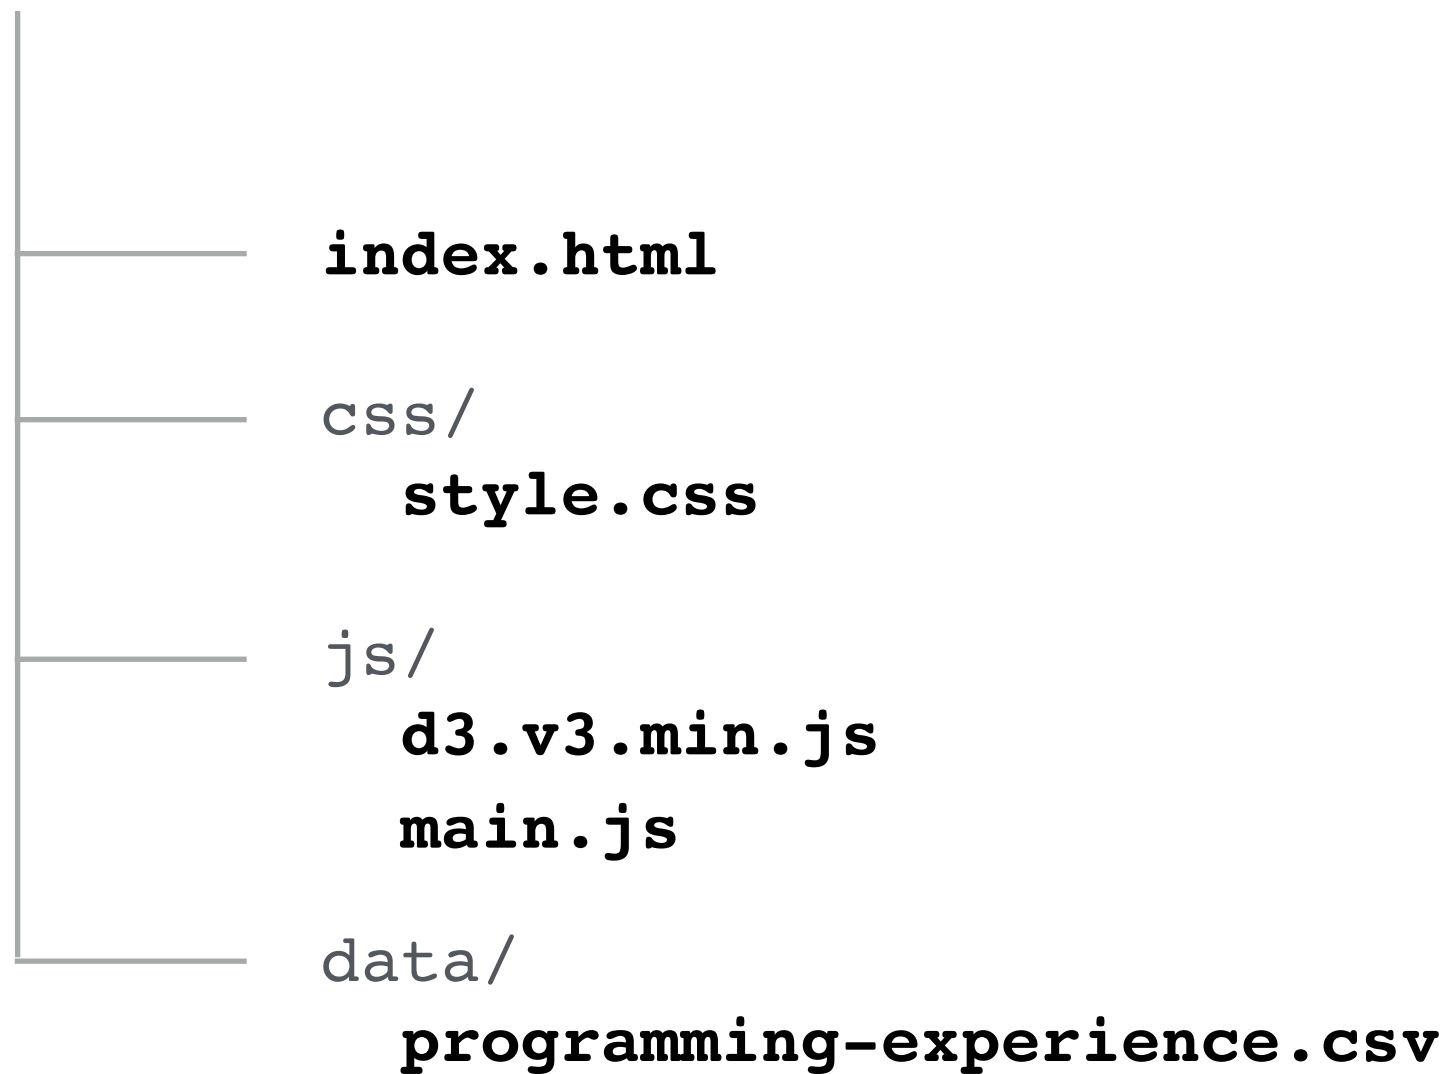 index.html
css/
style.css
js/
d3.v3.min.js
main.js
data/
programming-experience.csv